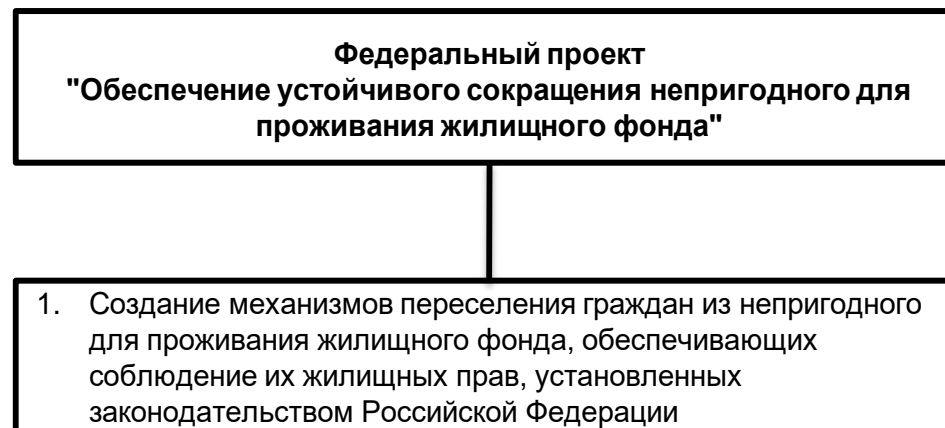 Федеральный проект
"Обеспечение устойчивого сокращения непригодного для
проживания жилищного фонда"
1. Создание механизмов переселения граждан из непригодного
для проживания жилищного фонда, обеспечивающих
соблюдение их жилищных прав, установленных
законодательством Российской Федерации